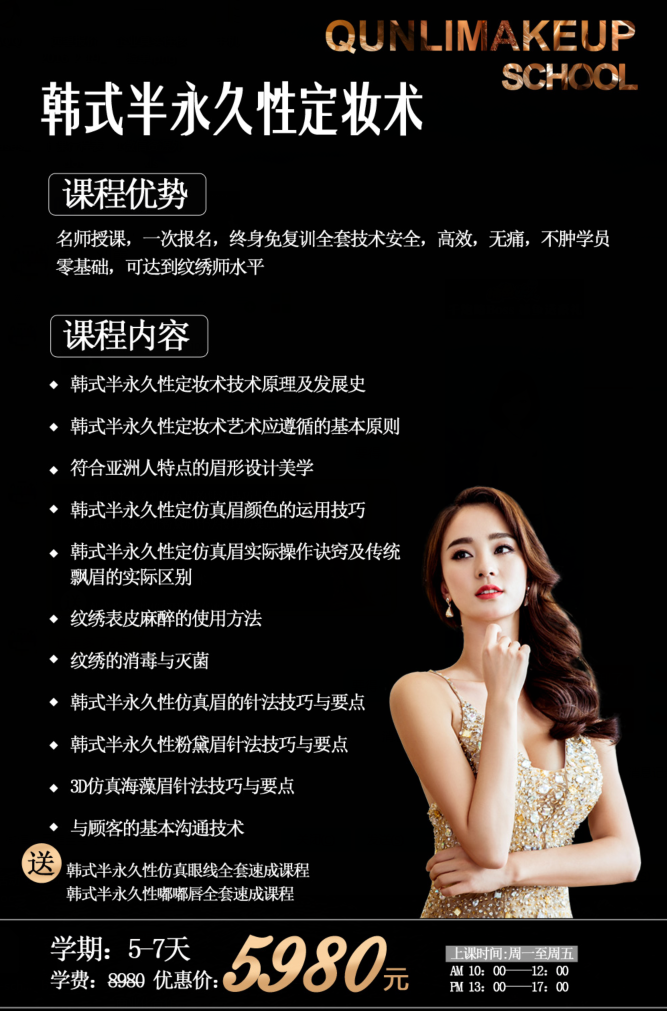 QUNLIMAKEUP
SCHOOL
韩式半永久性定妆术
课程优势
名师授课，一次报名，终身免复训全套技术安全，高效，无痛，不肿学员
零基础，可达到纹绣师水平
课程内容
韩式半永久性定妆术技术原理及发展史
韩式半永久性定妆术艺术应遵循的基本原则
符合亚洲人特点的眉形设计美学
韩式半永久性定仿真眉颜色的运用技巧
韩式半永久性定仿真眉实际操作诀窍及传统
飘眉的实际区别
纹绣表皮麻醉的使用方法
纹绣的消毒与灭菌
韩式半永久性仿真眉的针法技巧与要点
韩式半永久性粉黛眉针法技巧与要点
3D仿真海藻眉针法技巧与要点
与顾客的基本沟通技术
送
韩式半永久性仿真眼线全套速成课程
韩式半永久性嘟嘟唇全套速成课程
学期：5-7天
学费：8980 优惠价:5980元
上课时间:周一至周五
AM 10：00——12：00
PM 13：00——17：00